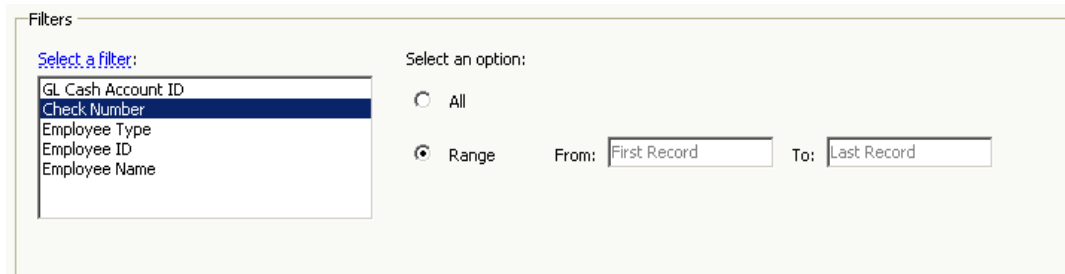 Filters
Select a filter:
GL Cash Account ID
Check Number
Employee Type
Employee ID
Employee Name
Select an option:
All
Range From: First Record To: Last Record